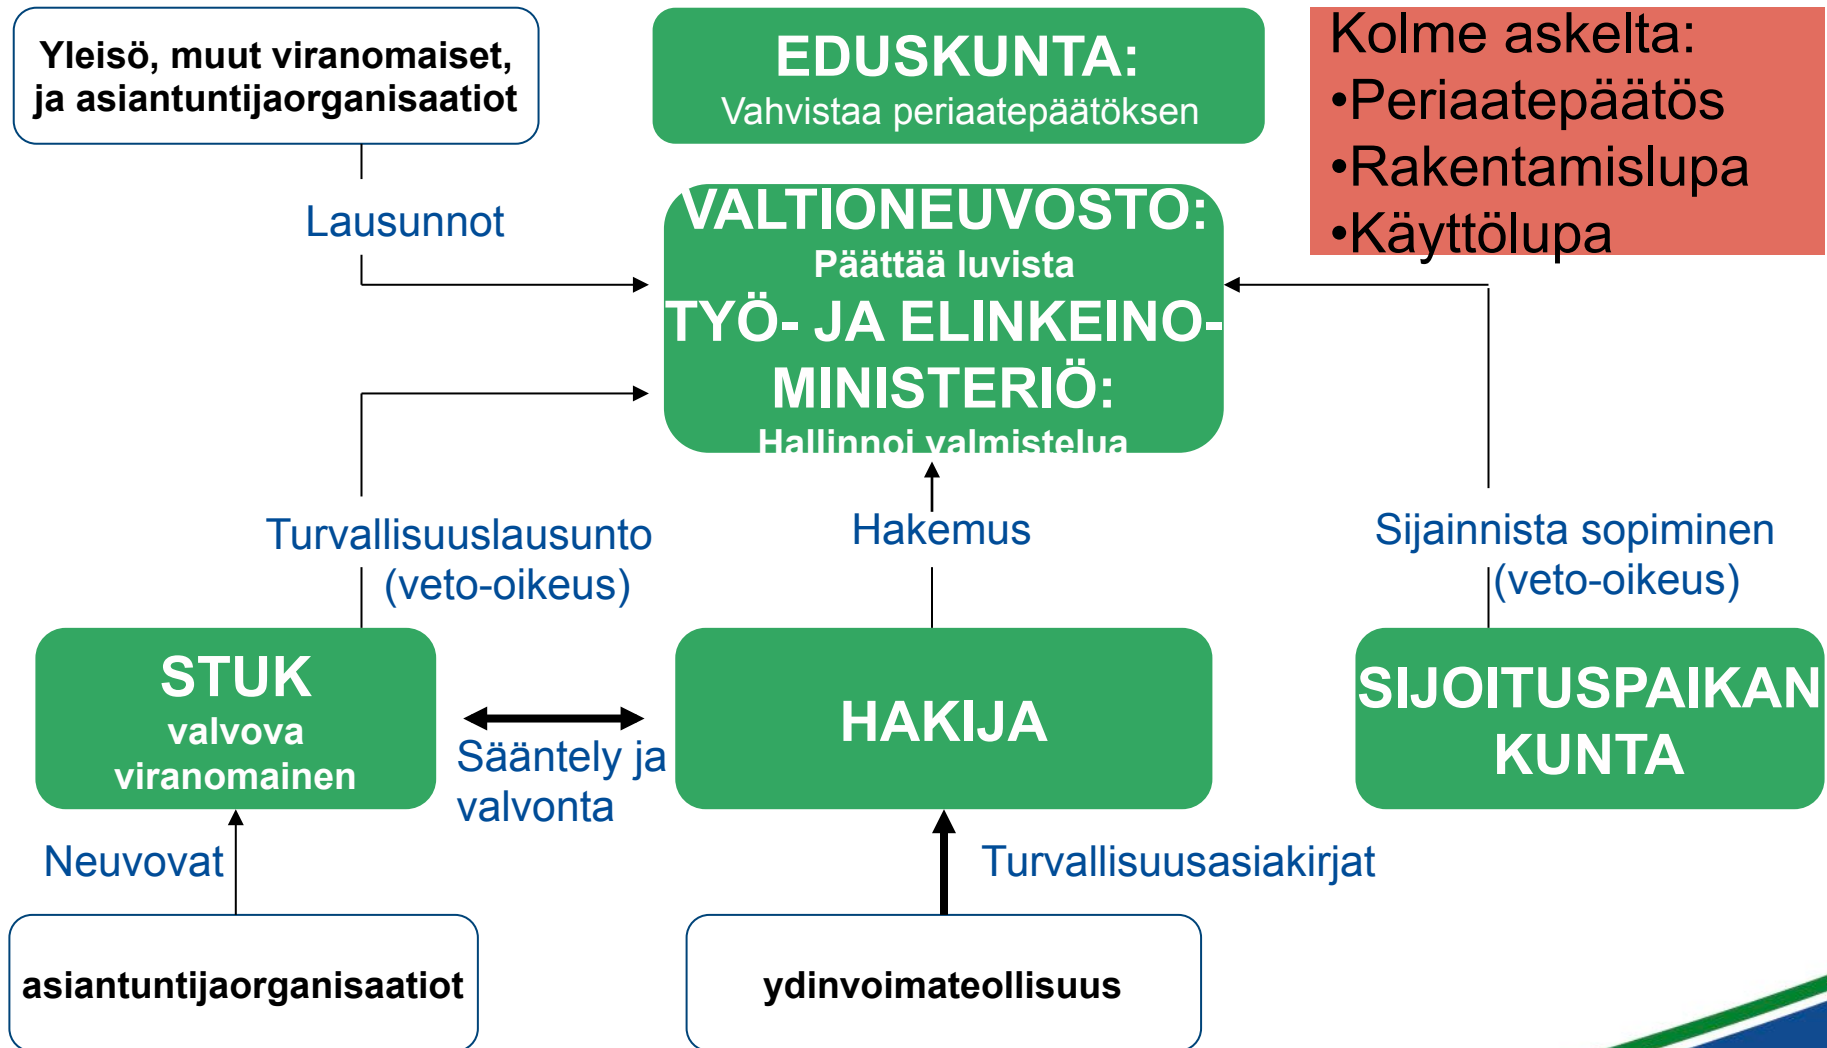 Yleisö, muut viranomaiset,
ja asiantuntijaorganisaatiot
EDUSKUNTA:
Vahvistaa periaatepäätöksen
Kolme askelta:
•Periaatepäätös
•Rakentamislupa
•Käyttölupa
Lausunnot
VALTIONEUVOSTO:
Päättää luvista
TYÖ- JA ELINKEINO-
MINISTERIÖ:
Hallinnoi valmistelua
Turvallisuuslausunto
(veto-oikeus)
Hakemus
Sijainnista sopiminen
(veto-oikeus)
STUK
valvova
viranomainen
Sääntely ja
valvonta
HAKIJA
SIJOITUSPAIKAN
KUNTA
Neuvovat
Turvallisuusasiakirjat
asiantuntijaorganisaatiot
ydinvoimateollisuus